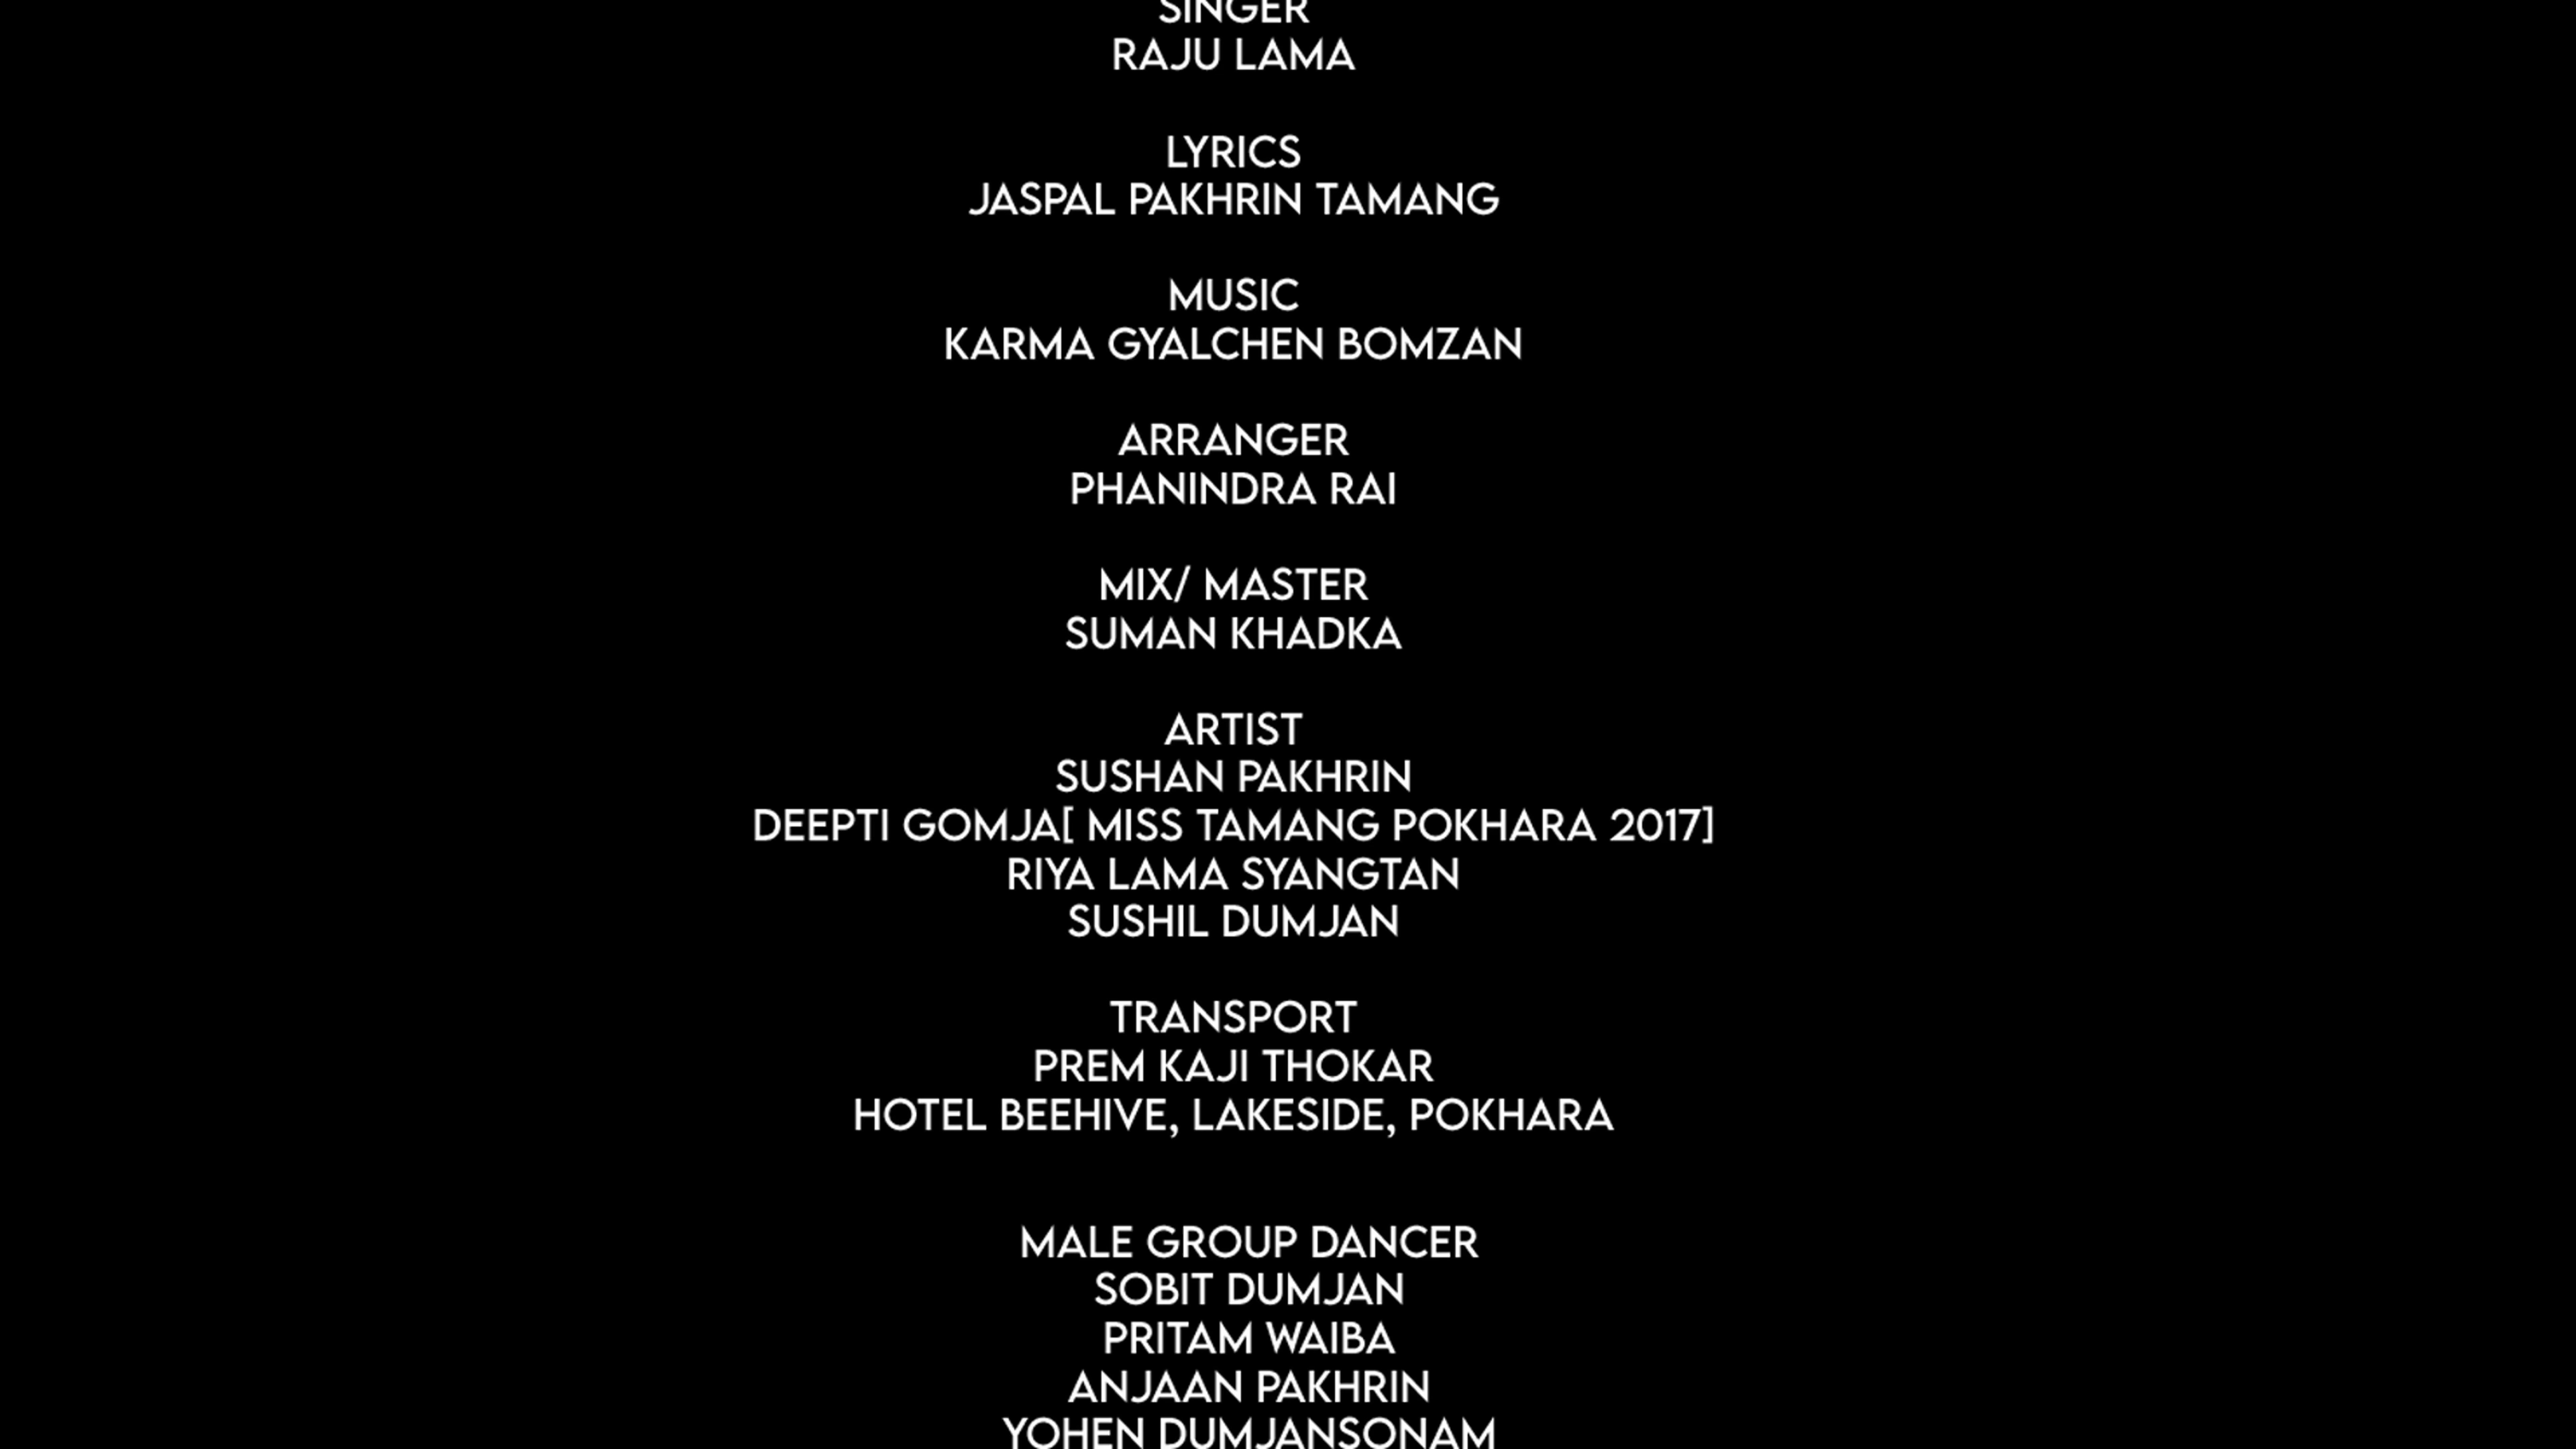 SINGER
RAJU LAMA
LYRICS
JASPAL PAKHRIN TAMANG
MUSIC
KARMA GYALCHEN BOMZAN
ARRANGER
PHANINDRA RAI
MIX/ MASTER
SUMAN KHADKA
ARTIST
SUSHAN PAKHRIN
DEEPTI GOMJA[ MISS TAMANG POKHARA 2017]
RIYA LAMA SYANGTAN
SUSHIL DUMJAN
TRANSPORT
PREM KAJI THOKAR
HOTEL BEEHIVE, LAKESIDE, POKHARA
MALE GROUP DANCER
SOBIT DUMJAN
PRITAM WAIBA
ANJAAN PAKHRIN
YOHEN DUMJANSONAM